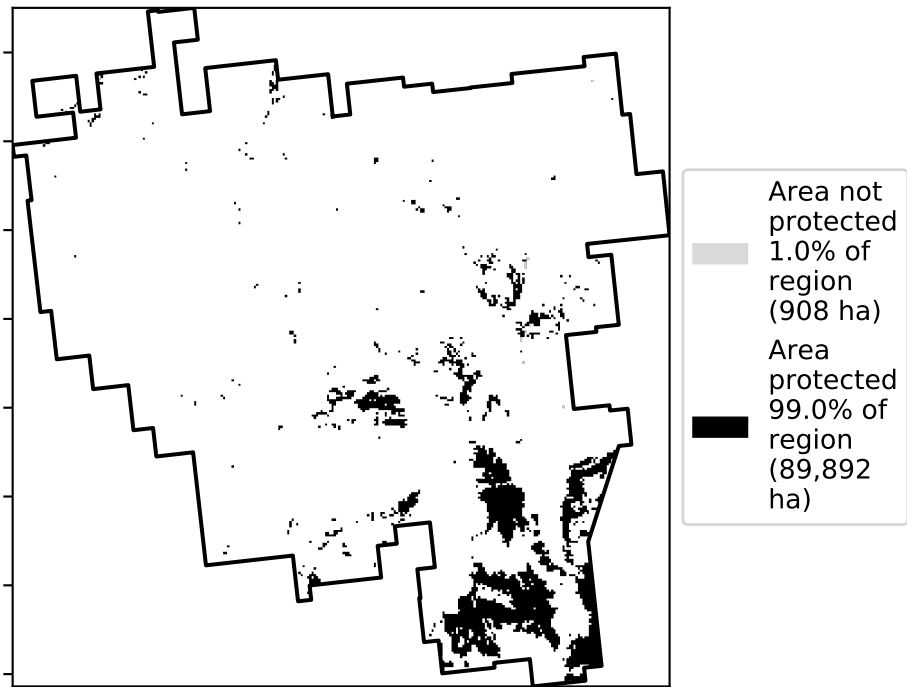 Area not
protected
1.0% of
region
(908 ha)
Area
protected
99.0% of
region
(89,892
ha)